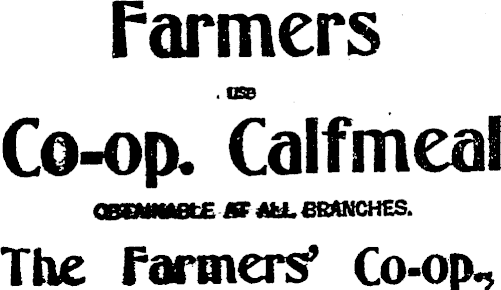 Farmers
use
Co-op. Calfmeal
OBTAINABLE AT ALL BRANCHES.
The Farmers' Co-op.,